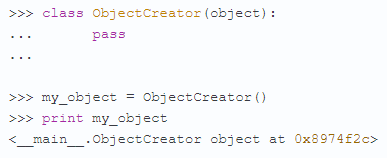 >>> class ObjectCreator(object):
...       pass
...
>>> my_object = ObjectCreator()
>>> print my_object
<__main__.ObjectCreator object at 0x8974f2c>